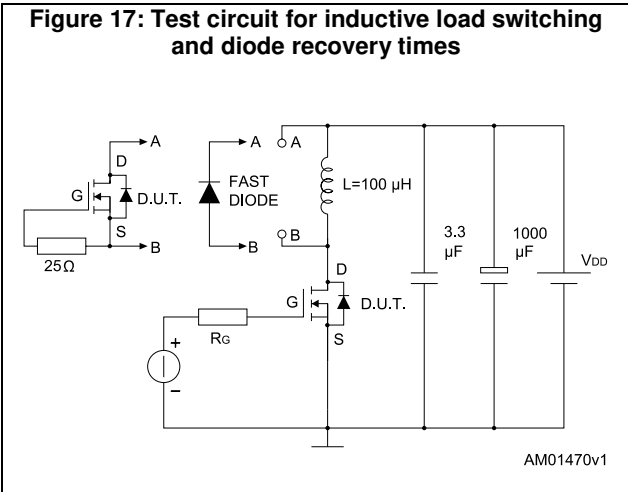 Figure 17: Test circuit for inductive load switching
and diode recovery times
A
D
G
D.U.T.
S
B
25Ω
A
FAST
DIODE
B
A
L=100 µH
B
D
G
D.U.T.
S
RG
+
-
3.3
µF
1000
µF
VDD
AM01470v1